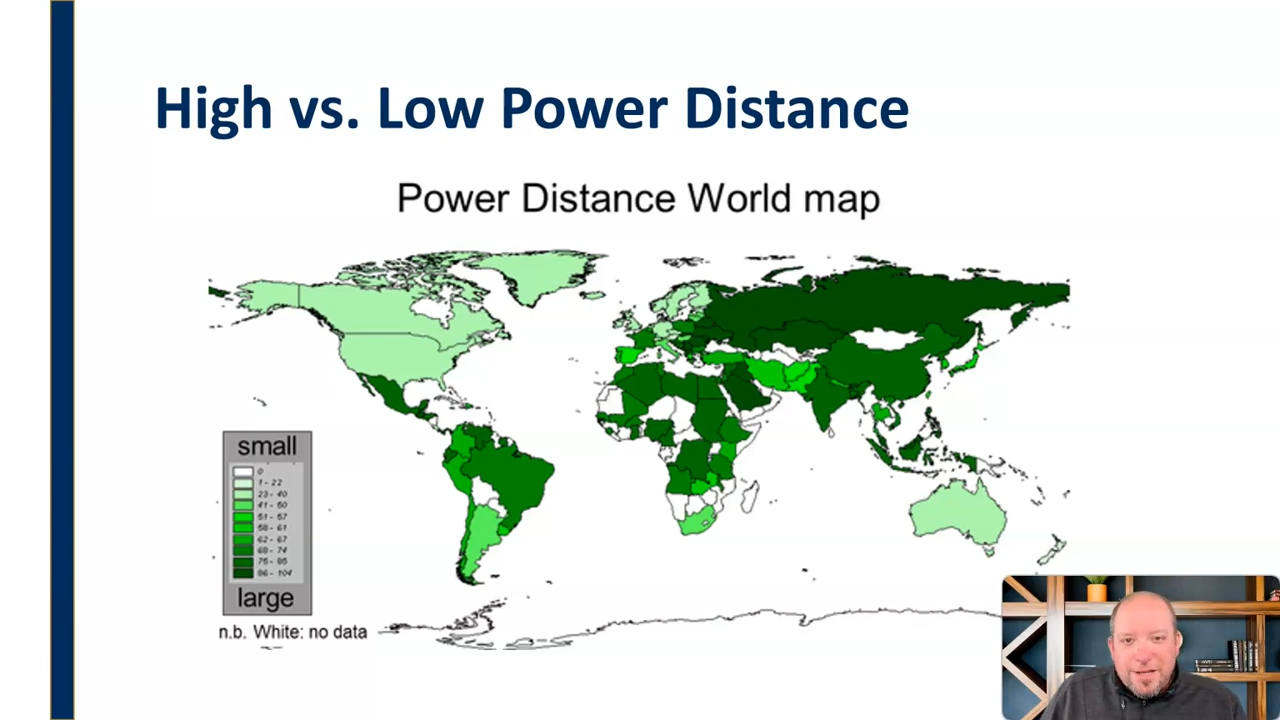 High vs. Low Power Distance
Power Distance World map
small
0
1 - 22
23 - 40
41 - 50
51 - 57
58 - 61
62 - 67
68 - 74
75 - 85
86 - 104
large
n.b. White: no data